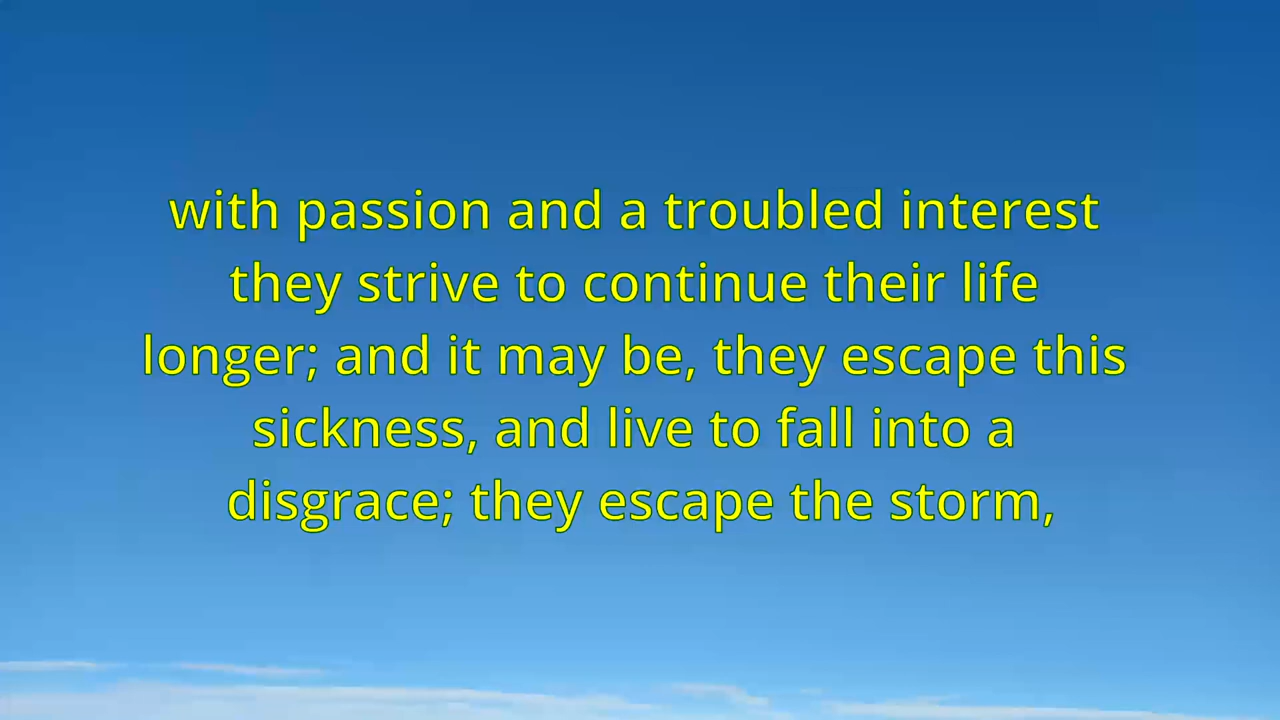 with passion and a troubled interest
they strive to continue their life
longer; and it may be, they escape this
sickness, and live to fall into a
disgrace; they escape the storm,